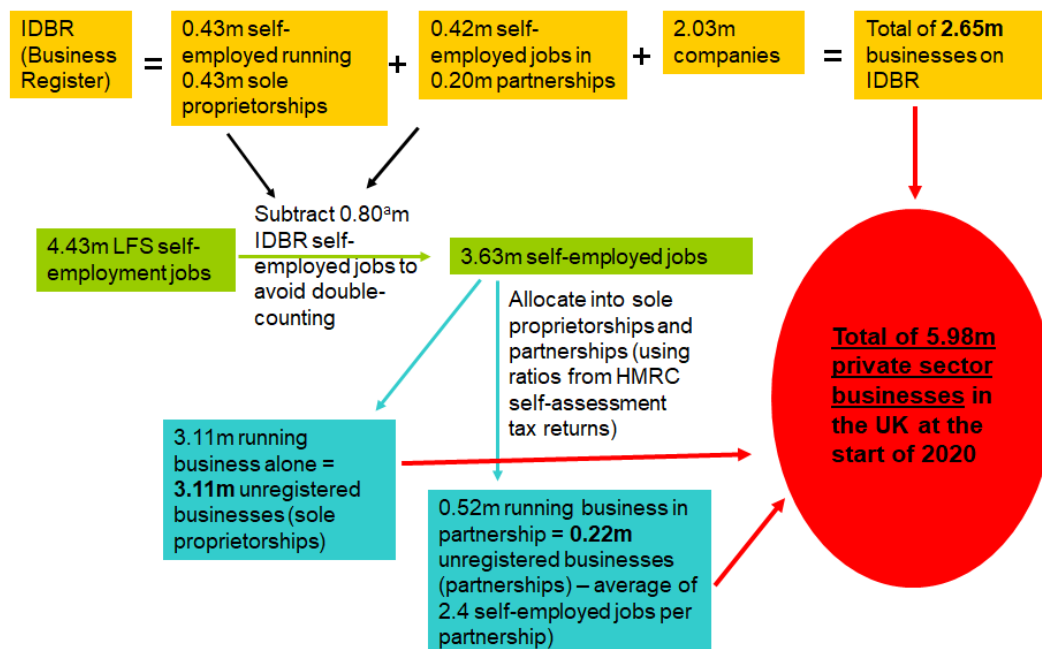 IDBR
(Business
Register)
=
0.43m self-
employed running
0.43m sole
proprietorships
+
0.42m self-
employed jobs in
0.20m partnerships
+
2.03m
companies
=
Total of 2.65m
businesses on
IDBR
4.43m LFS self-
employment jobs
Subtract 0.80ᵃm
IDBR self-
employed jobs to
avoid double-
counting
3.63m self-employed jobs
Allocate into sole
proprietorships and
partnerships (using
ratios from HMRC
self-assessment
tax returns)
3.11m running
business alone =
3.11m unregistered
businesses (sole
proprietorships)
0.52m running business in
partnership = 0.22m
unregistered businesses
(partnerships) – average of
2.4 self-employed jobs per
partnership)
Total of 5.98m
private sector
businesses in
the UK at the
start of 2020